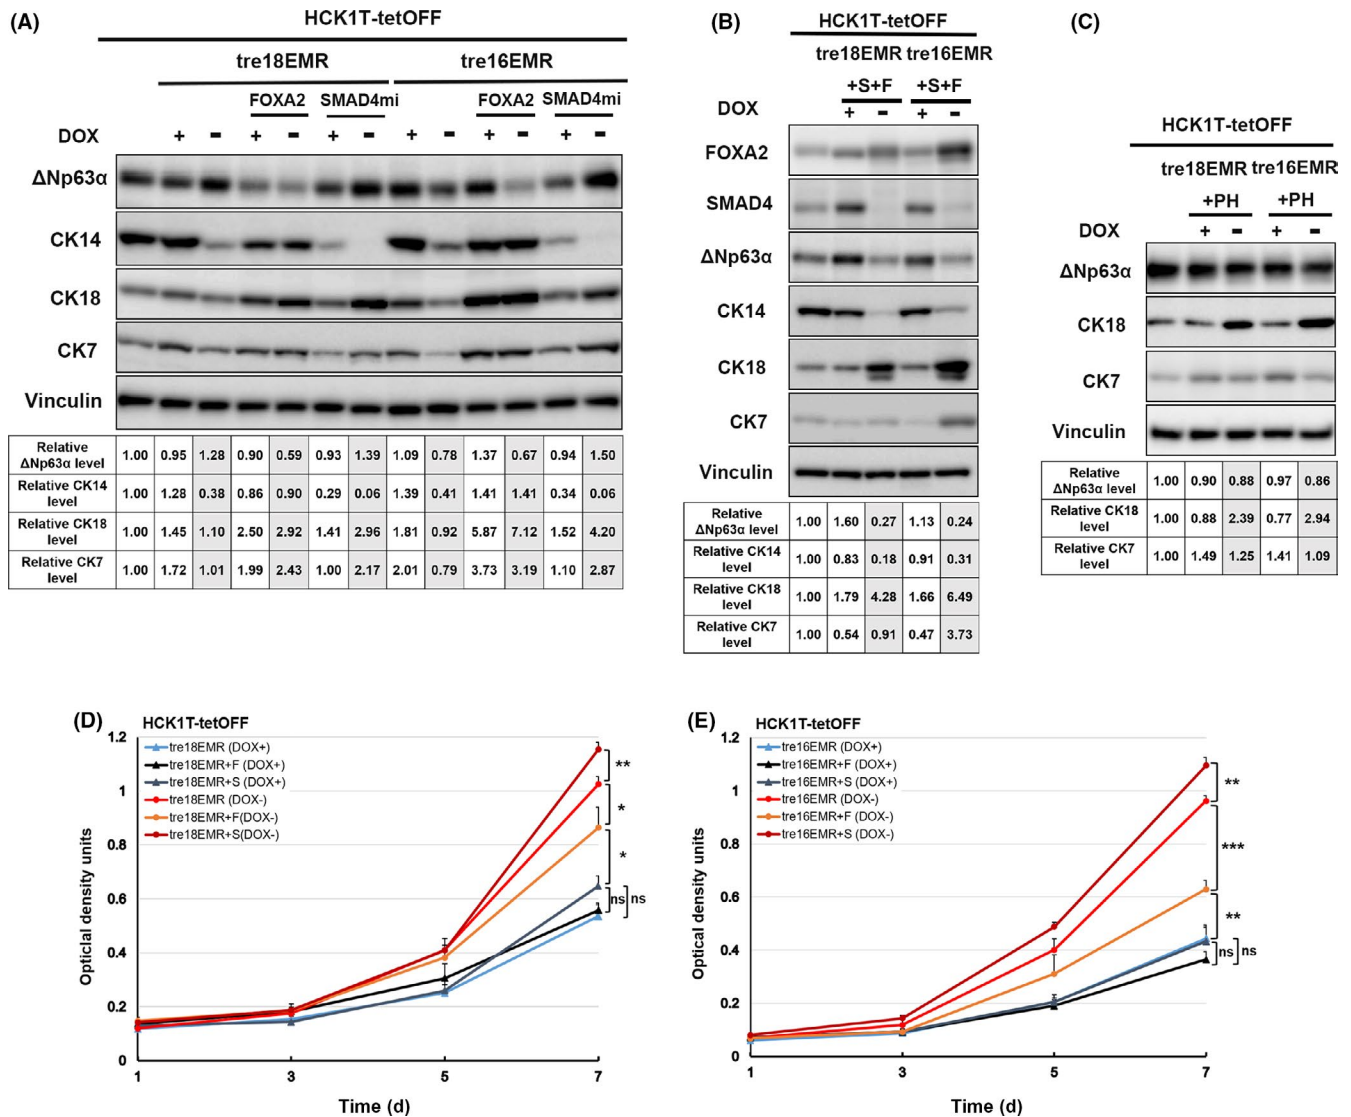 (A)
HCK1T-tetOFF
tre18EMR tre16EMR
FOXA2 SMAD4mi FOXA2 SMAD4mi
DOX + - + - + - + - + - + -
ΔNp63α
CK14
CK18
CK7
Vinculin
Relative ΔNp63α level 1.00 0.95 1.28 0.90 0.59 0.93 1.39 1.09 0.78 1.37 0.67 0.94 1.50
Relative CK14 level 1.00 1.28 0.38 0.86 0.90 0.29 0.06 1.39 0.41 1.41 1.41 0.34 0.06
Relative CK18 level 1.00 1.45 1.10 2.50 2.92 1.41 2.96 1.81 0.92 5.87 7.12 1.52 4.20
Relative CK7 level 1.00 1.72 1.01 1.99 2.43 1.00 2.17 2.01 0.79 3.73 3.19 1.10 2.87
(B)
HCK1T-tetOFF
tre18EMR tre16EMR
+S+F +S+F
DOX + - + -
FOXA2
SMAD4
ΔNp63α
CK14
CK18
CK7
Vinculin
Relative ΔNp63α level 1.00 1.60 0.27 1.13 0.24
Relative CK14 level 1.00 0.83 0.18 0.91 0.31
Relative CK18 level 1.00 1.79 4.28 1.66 6.49
Relative CK7 level 1.00 0.54 0.91 0.47 3.73
(C)
HCK1T-tetOFF
tre18EMR tre16EMR
+PH +PH
DOX + - + -
ΔNp63α
CK18
CK7
Vinculin
Relative ΔNp63α level 1.00 0.90 0.88 0.97 0.86
Relative CK18 level 1.00 0.88 2.39 0.77 2.94
Relative CK7 level 1.00 1.49 1.25 1.41 1.09
(D)
HCK1T-tetOFF
tre18EMR (DOX+)
tre18EMR+F (DOX+)
tre18EMR+S (DOX+)
tre18EMR (DOX-)
tre18EMR+F(DOX-)
tre18EMR+S(DOX-)
Opticial density units
1.2
1
0.8
0.6
0.4
0.2
0
1 3 5 7
Time (d)
**
*
*
ns ns
(E)
HCK1T-tetOFF
tre16EMR (DOX+)
tre16EMR+F (DOX+)
tre16EMR+S (DOX+)
tre16EMR (DOX-)
tre16EMR+F (DOX-)
tre16EMR+S (DOX-)
Optical density units
1.2
1
0.8
0.6
0.4
0.2
0
1 3 5 7
Time (d)
**
***
**
ns ns